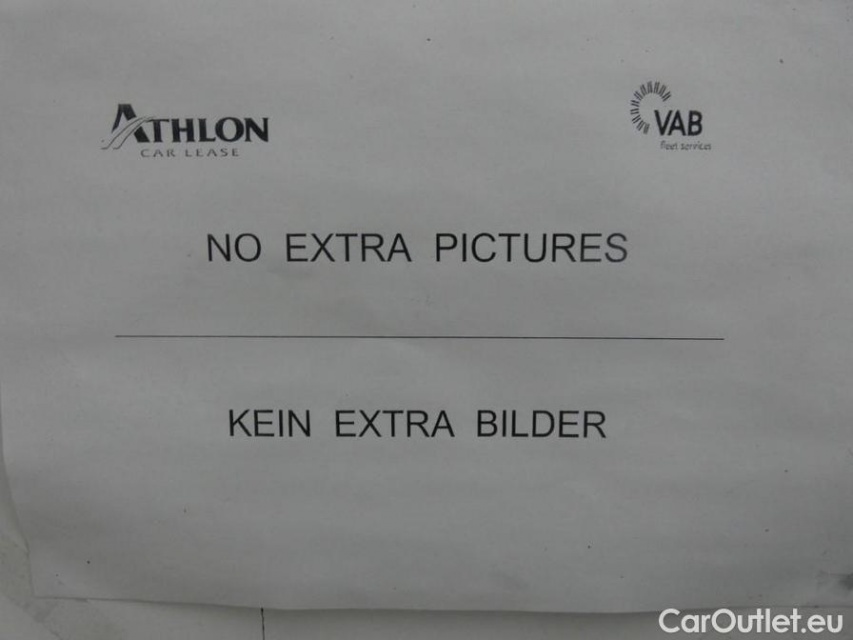 ATHLON
CAR LEASE
VAB
fleet services
NO EXTRA PICTURES
KEIN EXTRA BILDER
CarOutlet.eu